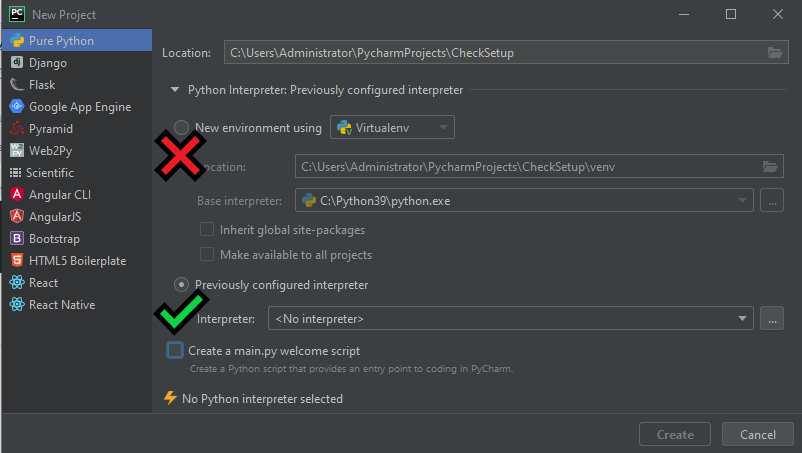 New Project
Pure Python
Django
Flask
Google App Engine
Pyramid
Web2Py
Scientific
Angular CLI
AngularJS
Bootstrap
HTML5 Boilerplate
React
React Native
Location: C:\Users\Administrator\PycharmProjects\CheckSetup
Python Interpreter: Previously configured interpreter
New environment using Virtualenv
ocation: C:\Users\Administrator\PycharmProjects\CheckSetup\venv
Base interpreter: C:\Python39\python.exe ...
Inherit global site-packages
Make available to all projects
Previously configured interpreter
Interpreter: <No interpreter> ...
Create a main.py welcome script
Create a Python script that provides an entry point to coding in PyCharm.
No Python interpreter selected
Create Cancel